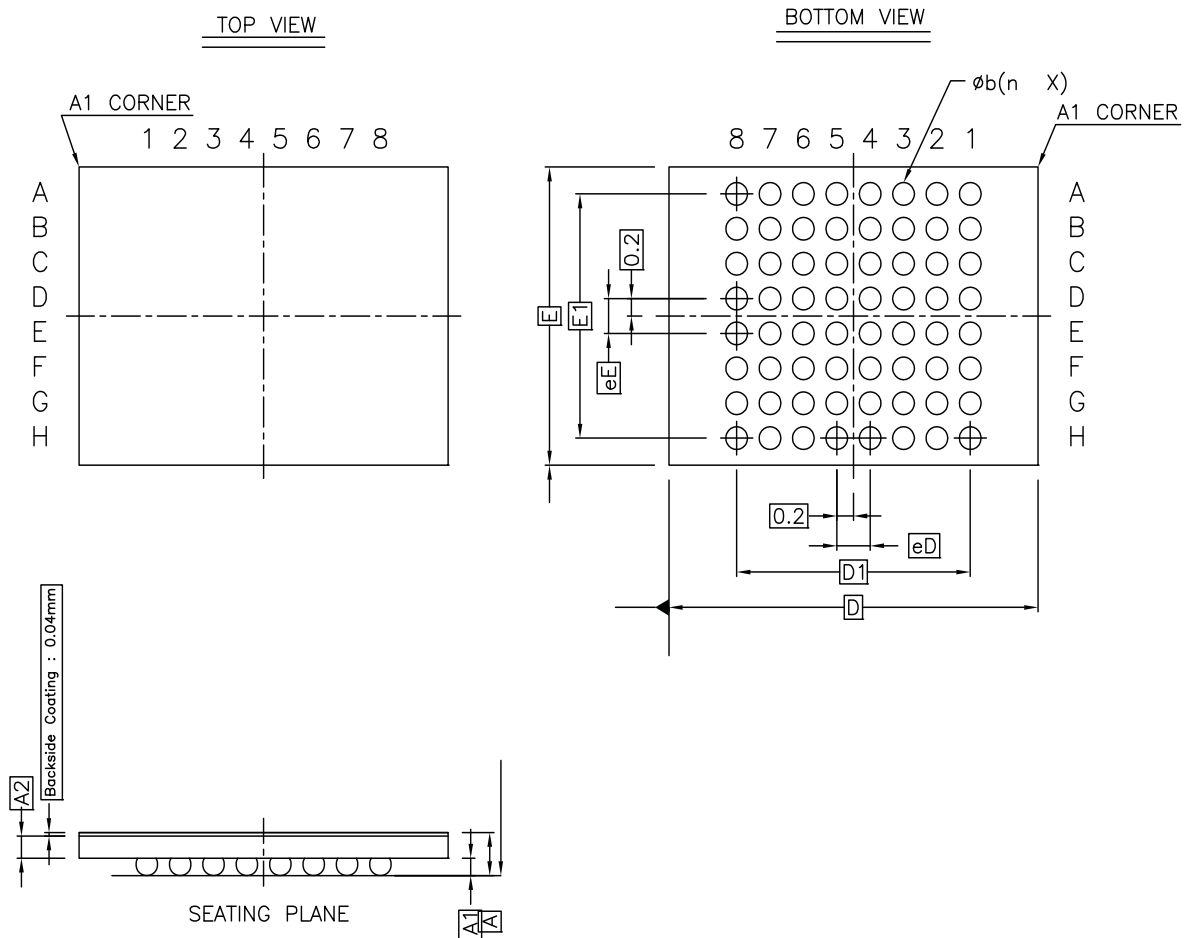 TOP VIEW
BOTTOM VIEW
A1 CORNER
1 2 3 4 5 6 7 8
A
B
C
D
E
F
G
H
øb(n X)
A1 CORNER
8 7 6 5 4 3 2 1
A
B
C
D
E
F
G
H
0.2
E
E1
eE
0.2
eD
D1
D
Backside Coating : 0.04mm
A2
SEATING PLANE
A1
A